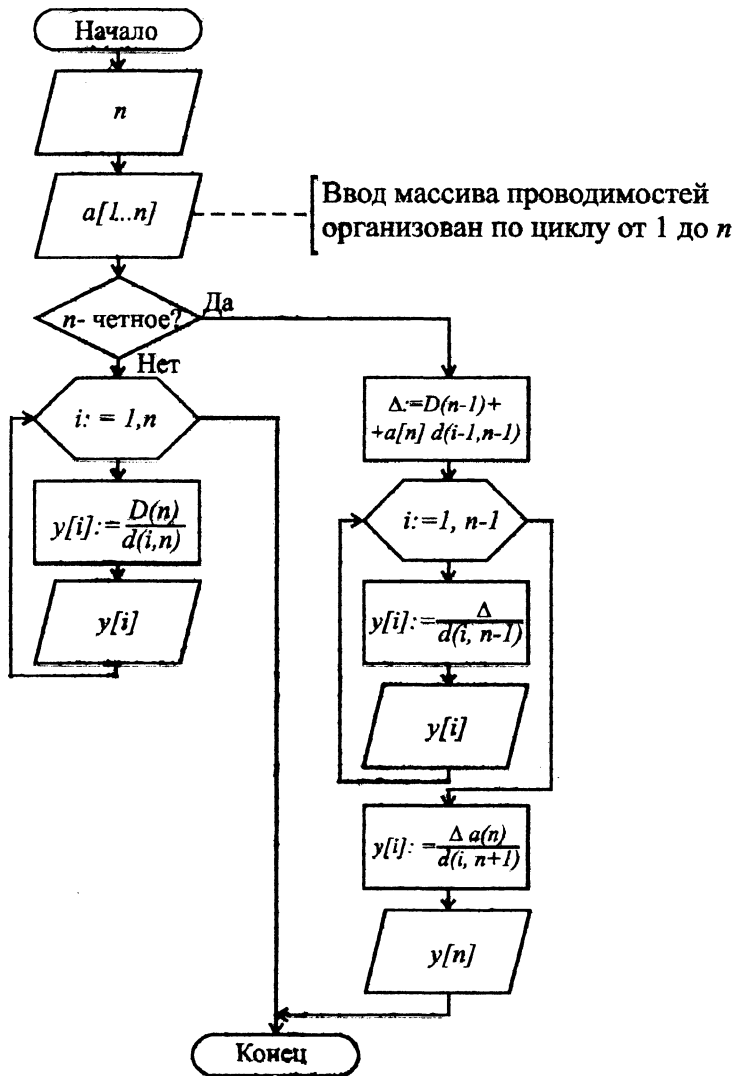 Начало
n
a[1..n]
Ввод массива проводимостей
организован по циклу от 1 до n
n- четное?
Да
Нет
i: = 1,n
y[i]:= D(n)
d(i,n)
y[i]
Δ:=D(n-1)+
+a[n] d(i-1,n-1)
i:=1, n-1
y[i]:= Δ
d(i, n-1)
y[i]
y[i]:= Δ a(n)
d(i, n+1)
y[n]
Конец